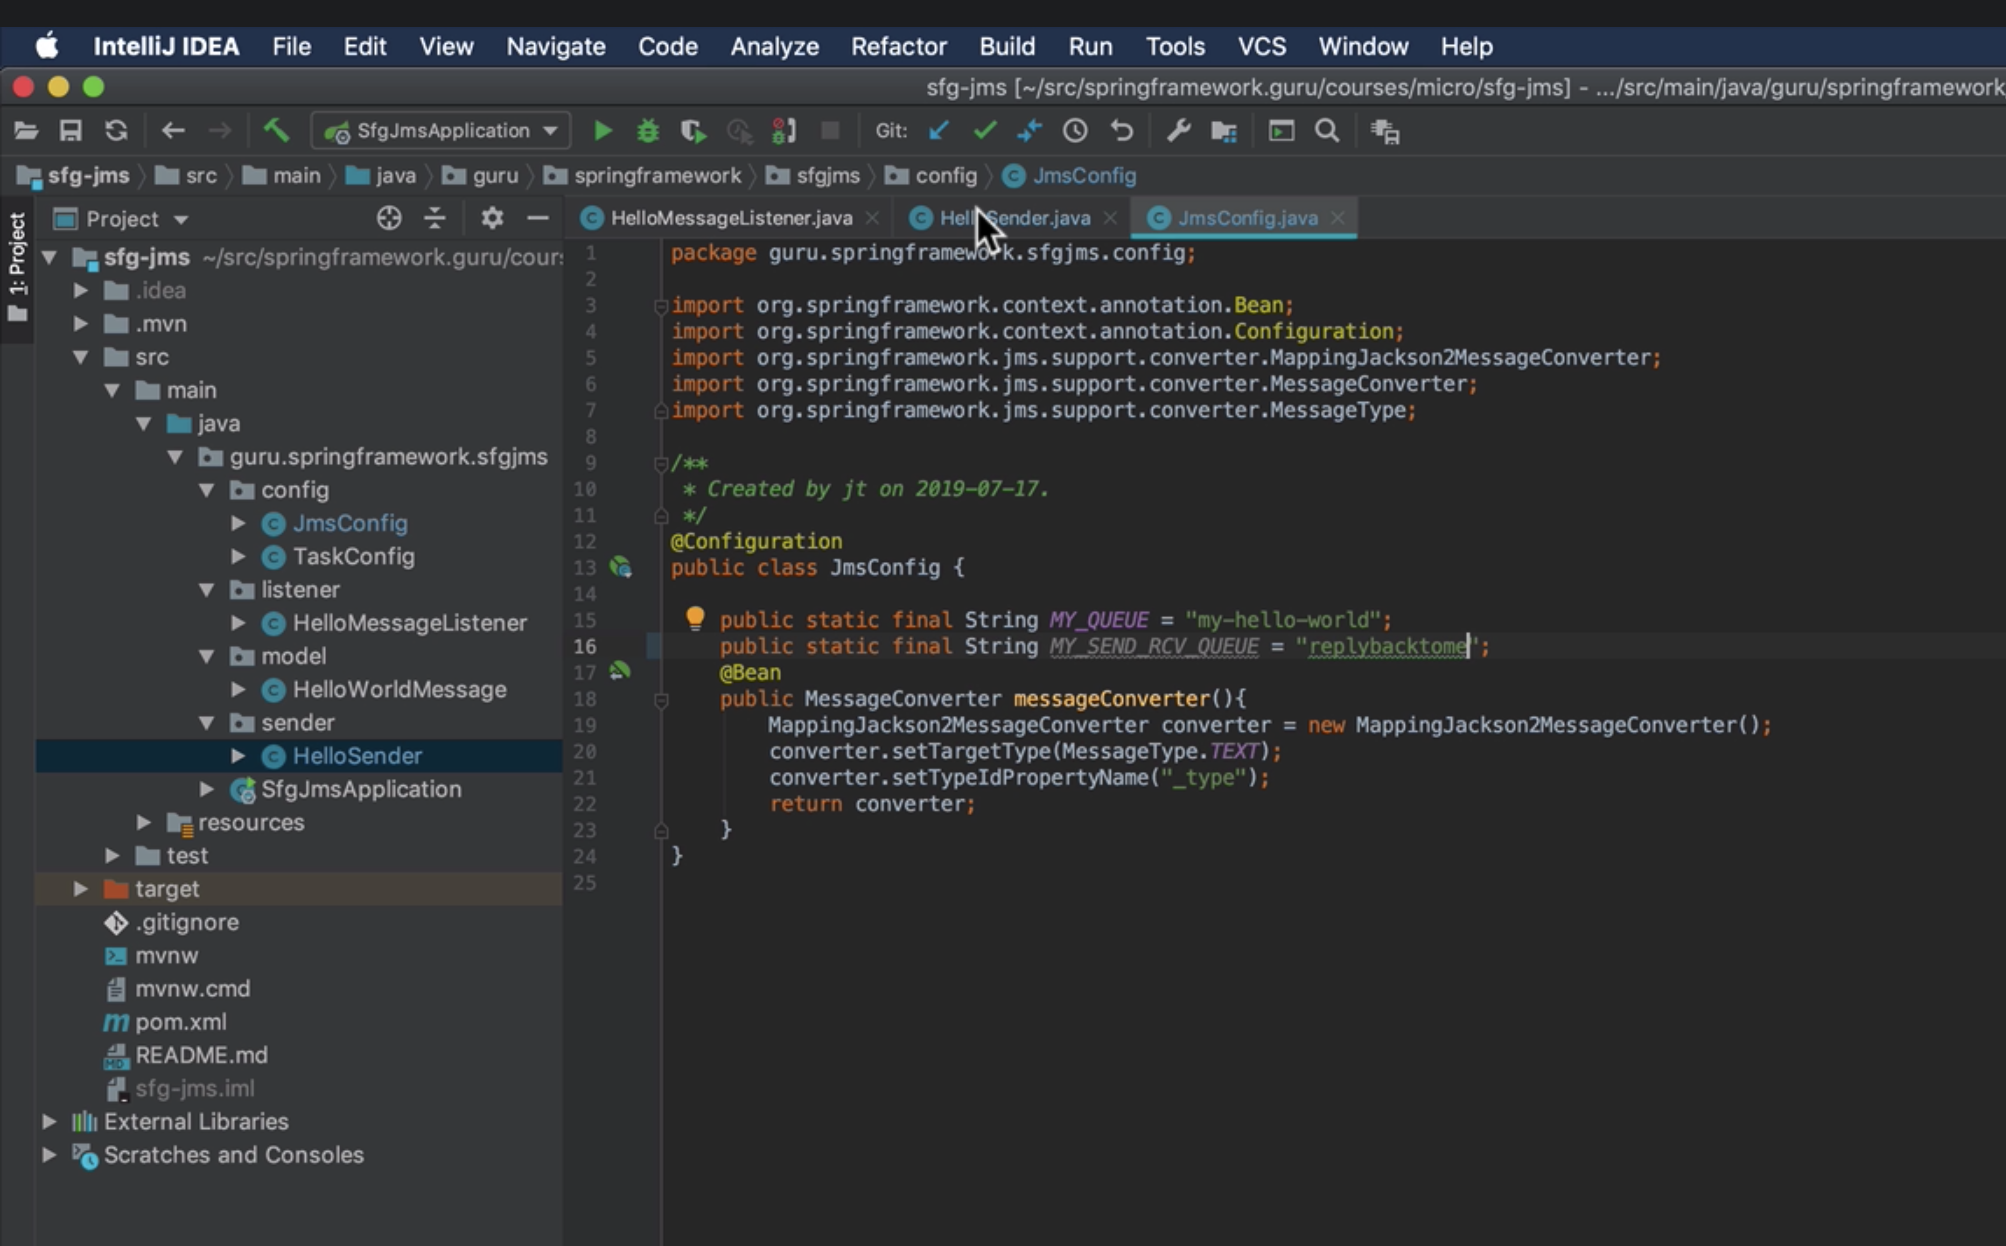 IntelliJ IDEA File Edit View Navigate Code Analyze Refactor Build Run Tools VCS Window Help
sfg-jms [~/src/springframework.guru/courses/micro/sfg-jms] - .../src/main/java/guru/springframework
SfgJmsApplication Git:
sfg-jms src main java guru springframework sfgjms config JmsConfig
1: Project
Project
sfg-jms ~/src/springframework.guru/cour
.idea
.mvn
src
main
java
guru.springframework.sfgjms
config
JmsConfig
TaskConfig
listener
HelloMessageListener
model
HelloWorldMessage
sender
HelloSender
SfgJmsApplication
resources
test
target
.gitignore
mvnw
mvnw.cmd
pom.xml
README.md
sfg-jms.iml
External Libraries
Scratches and Consoles
HelloMessageListener.java JmsConfig.java
1 package guru.springframework.sfgjms.config;
2
3 import org.springframework.context.annotation.Bean;
4 import org.springframework.context.annotation.Configuration;
5 import org.springframework.jms.support.converter.MappingJackson2MessageConverter;
6 import org.springframework.jms.support.converter.MessageConverter;
7 import org.springframework.jms.support.converter.MessageType;
8
9 /**
10 * Created by jt on 2019-07-17.
11 */
12 @Configuration
13 public class JmsConfig {
14
15 public static final String MY_QUEUE = "my-hello-world";
16 public static final String MY_SEND_RCV_QUEUE = "replybacktome";
17 @Bean
18 public MessageConverter messageConverter(){
19 MappingJackson2MessageConverter converter = new MappingJackson2MessageConverter();
20 converter.setTargetType(MessageType.TEXT);
21 converter.setTypeIdPropertyName("_type");
22 return converter;
23 }
24 }
25